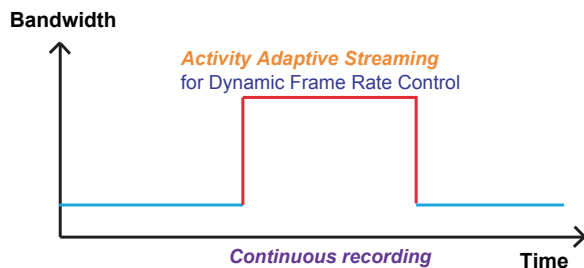 Bandwidth
Activity Adaptive Streaming
for Dynamic Frame Rate Control
Continuous recording
Time